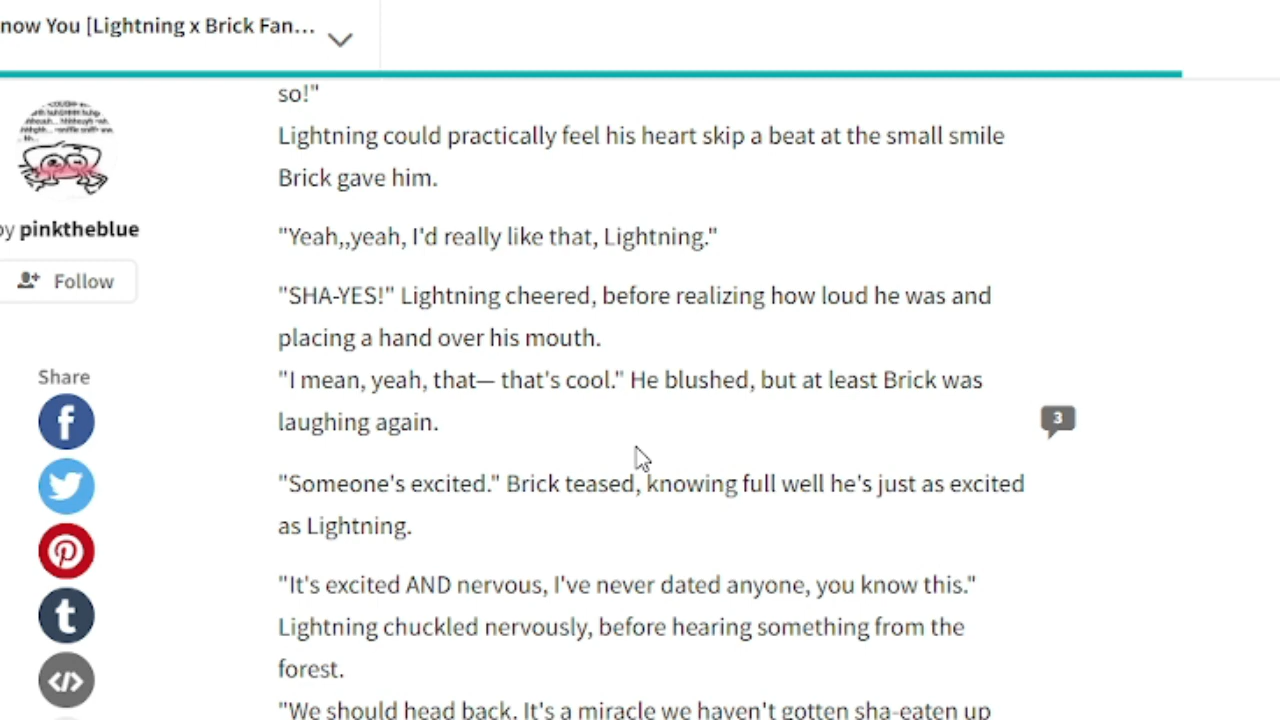 now You [Lightning x Brick Fan...
so!"
Lightning could practically feel his heart skip a beat at the small smile
Brick gave him.
by pinktheblue
"Yeah,,yeah, I'd really like that, Lightning."
Follow
"SHA-YES!" Lightning cheered, before realizing how loud he was and
placing a hand over his mouth.
Share
"I mean, yeah, that— that's cool." He blushed, but at least Brick was
laughing again.
3
"Someone's excited." Brick teased, knowing full well he's just as excited
as Lightning.
"It's excited AND nervous, I've never dated anyone, you know this."
Lightning chuckled nervously, before hearing something from the
forest.
"We should head back. It's a miracle we haven't gotten sha-eaten up